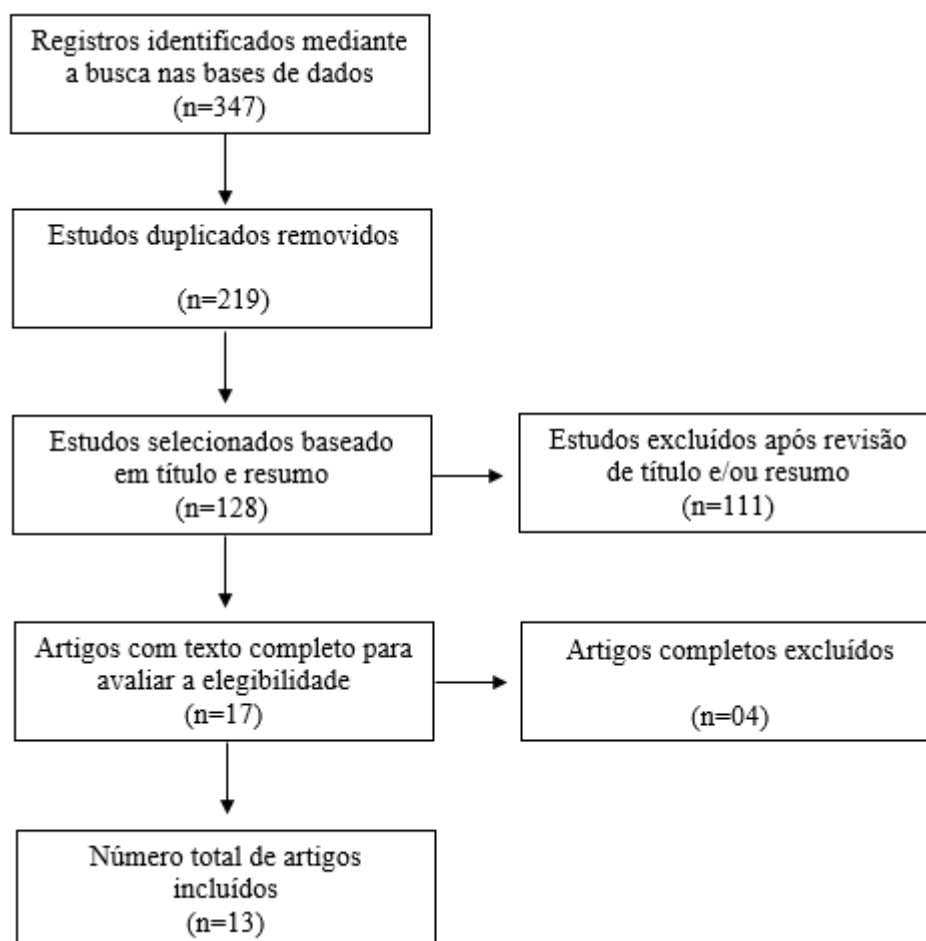 Registros identificados mediante
a busca nas bases de dados
(n=347)
Estudos duplicados removidos
(n=219)
Estudos selecionados baseado
em título e resumo
(n=128)
Estudos excluídos após revisão
de título e/ou resumo
(n=111)
Artigos com texto completo para
avaliar a elegibilidade
(n=17)
Artigos completos excluídos
(n=04)
Número total de artigos
incluídos
(n=13)